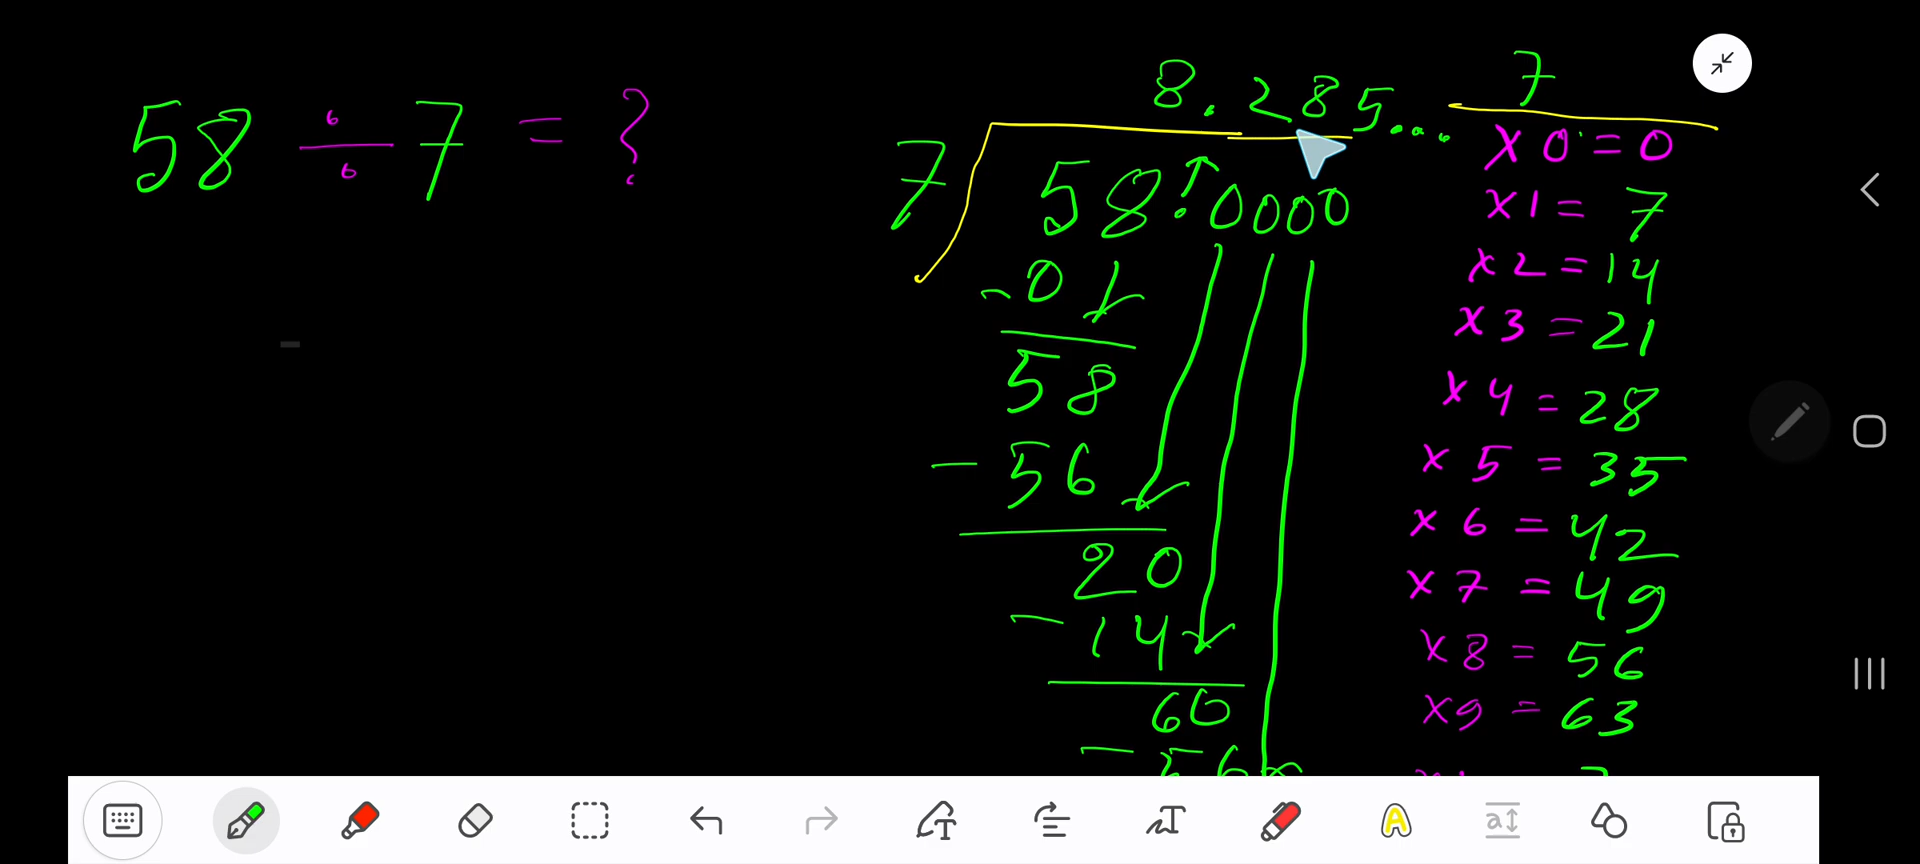 58 ÷ 7 = ?
8.285...
7 58.0000
-0
58
-56
20
-14
60
-56
7
x0=0
x1=7
x2=14
x3=21
x4=28
x5=35
x6=42
x7=49
x8=56
x9=63